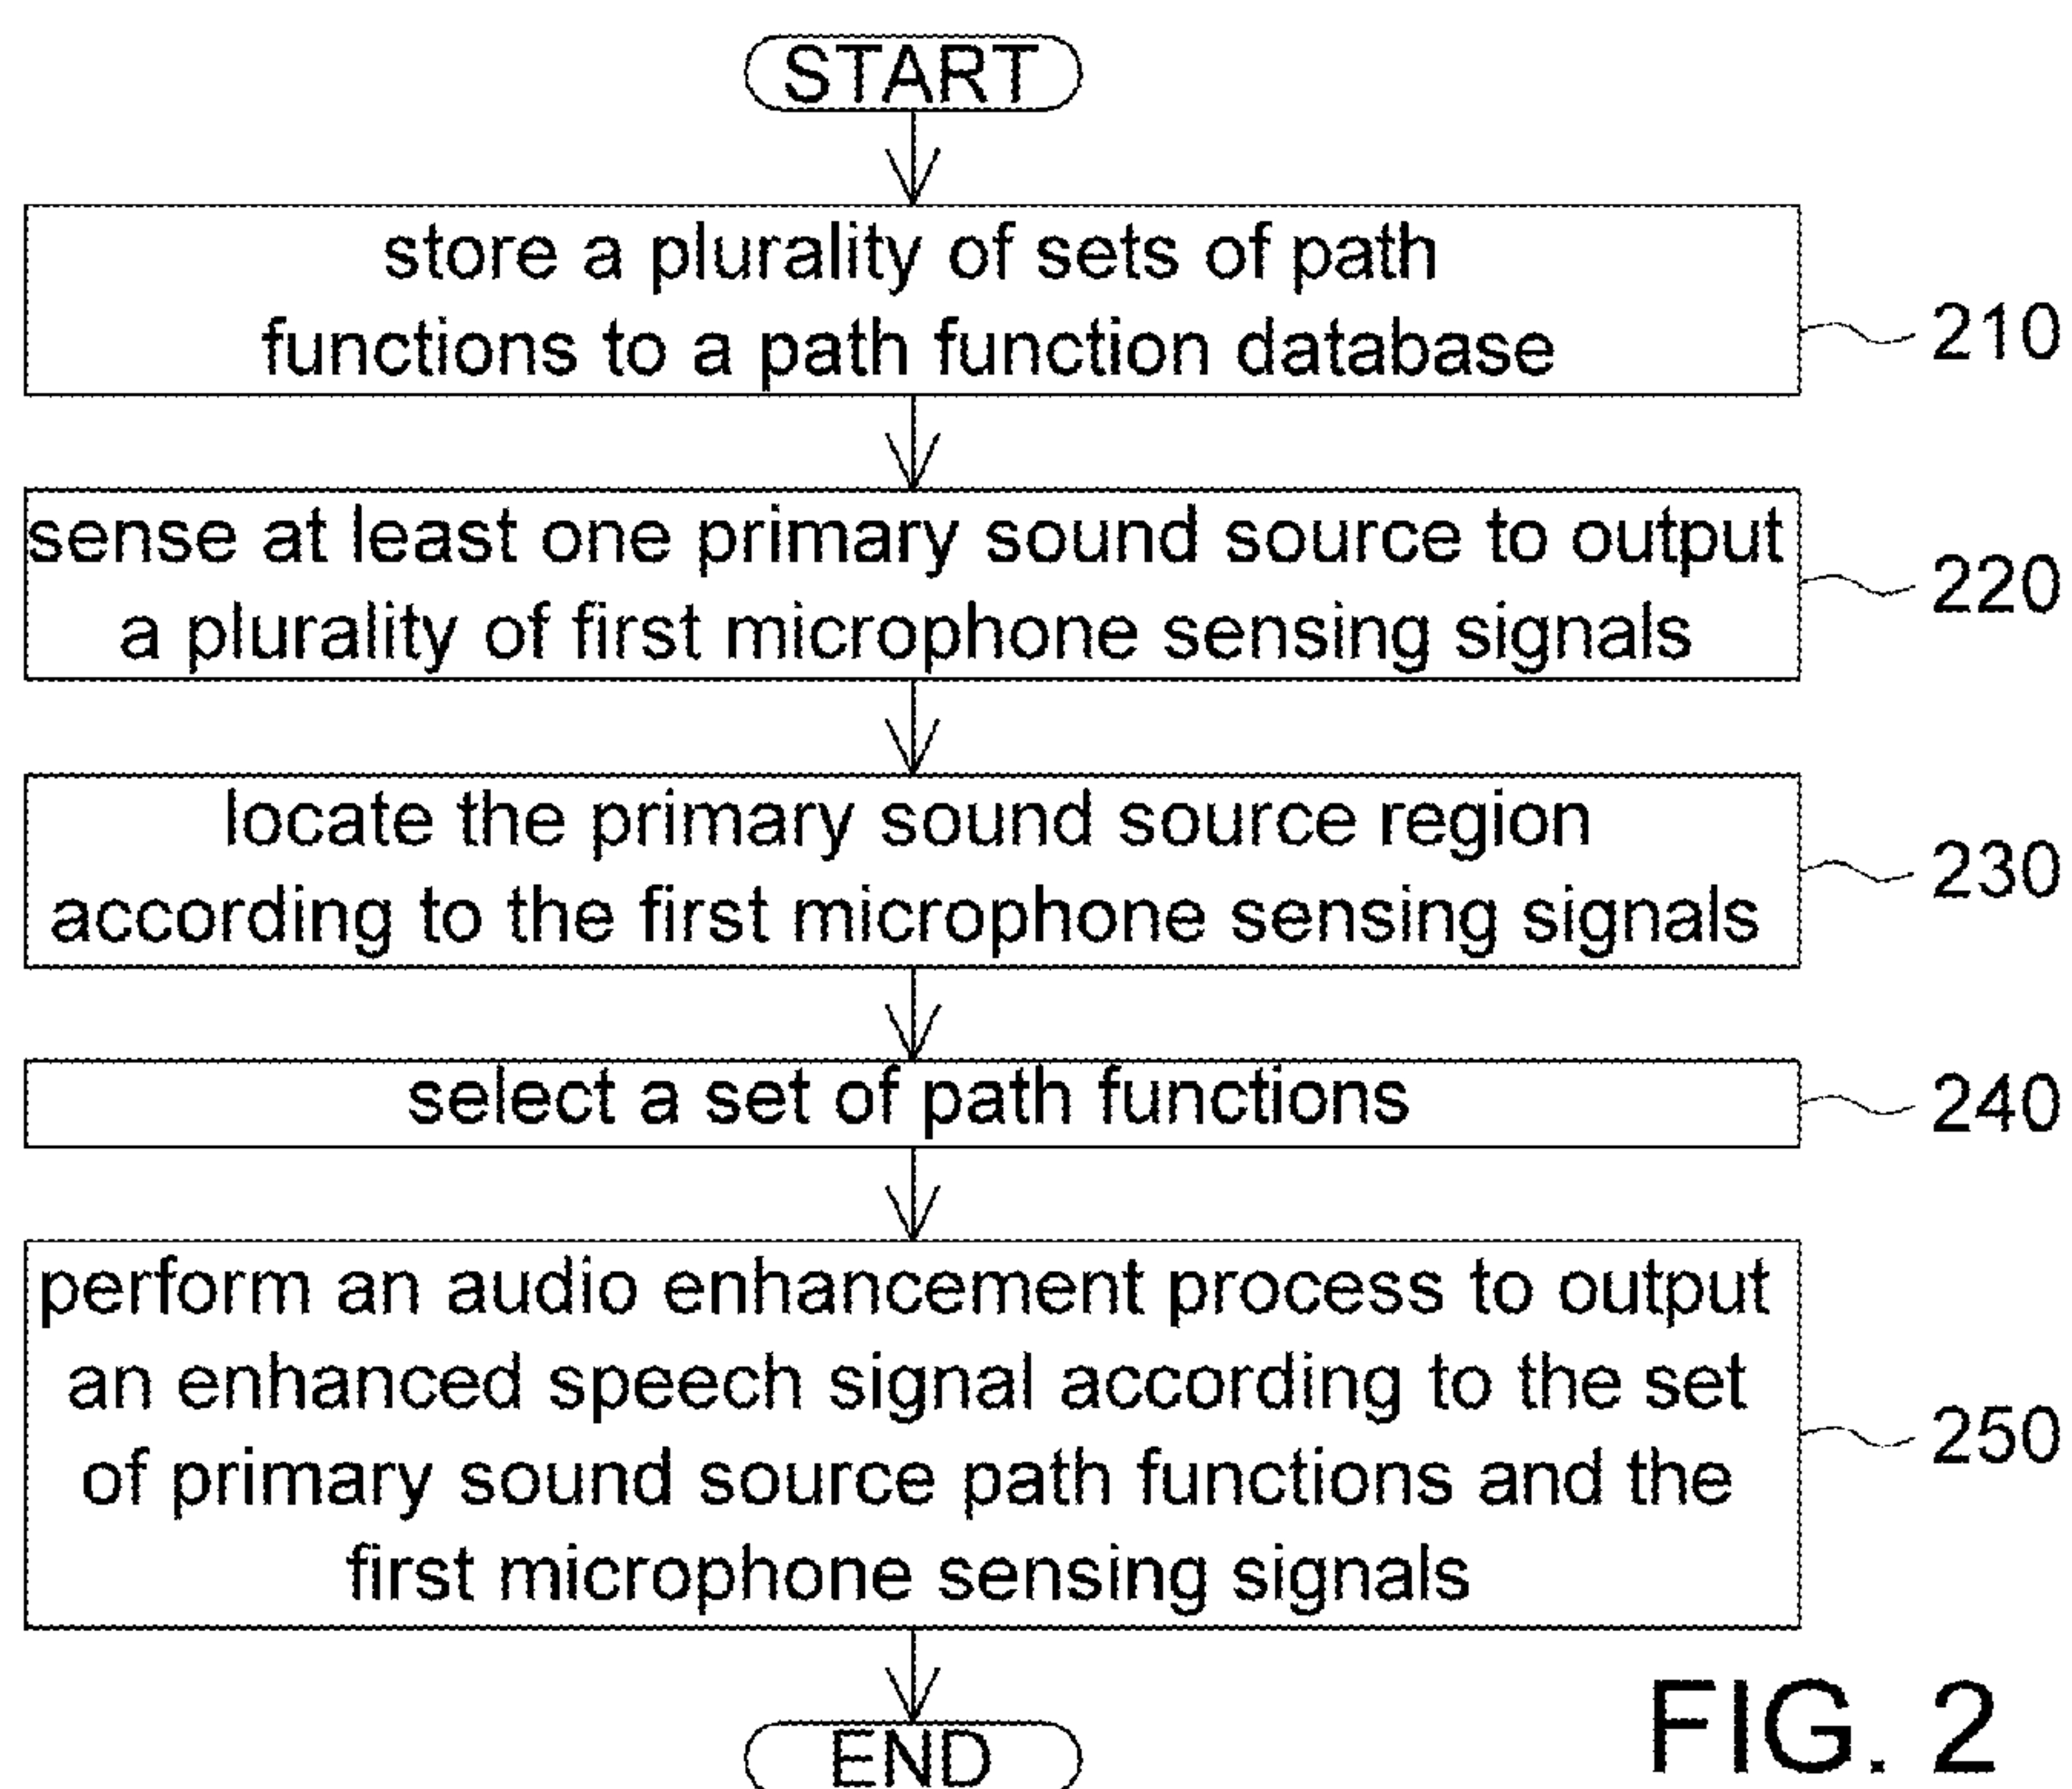 START
store a plurality of sets of path
functions to a path function database
210
sense at least one primary sound source to output
a plurality of first microphone sensing signals
220
locate the primary sound source region
according to the first microphone sensing signals
230
select a set of path functions
240
perform an audio enhancement process to output
an enhanced speech signal according to the set
of primary sound source path functions and the
first microphone sensing signals
250
END
FIG. 2